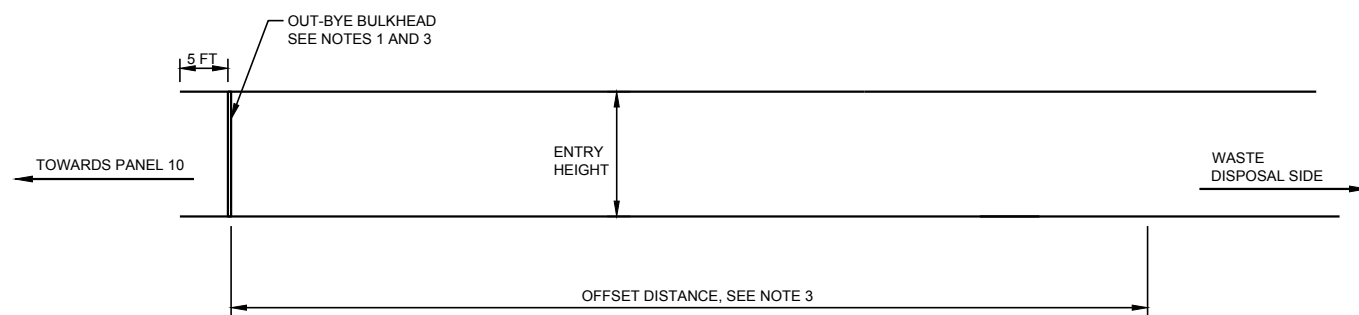 OUT-BYE BULKHEAD
SEE NOTES 1 AND 3
5 FT
ENTRY
HEIGHT
TOWARDS PANEL 10
WASTE
DISPOSAL SIDE
OFFSET DISTANCE, SEE NOTE 3